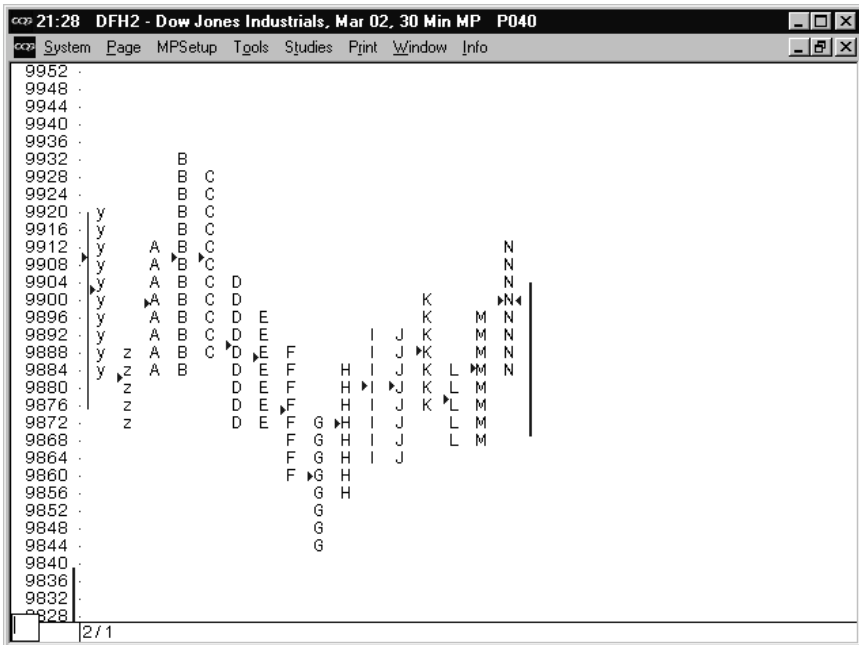 21:28 DFH2 - Dow Jones Industrials, Mar 02, 30 Min MP P040
System Page MPSetup Tools Studies Print Window Info
9952
9948
9944
9940
9936
9932 B
9928 B C
9924 B C
9920 y B C
9916 y B C
9912 y A B C N
9908 y A B C N
9904 y A B C D N
9900 y A B C D K N
9896 y A B C D E K M N
9892 y A B C D E I J K M N
9888 y z A B C D E F I J K M N
9884 y z A B D E F H I J K L M N
9880 z D E F H I J K L M
9876 z D E F H I J K L M
9872 z D E F G H I J L M
9868 F G H I J L M
9864 F G H I J
9860 F G H
9856 G H
9852 G
9848 G
9844 G
9840
9836
9832
9828
2/1